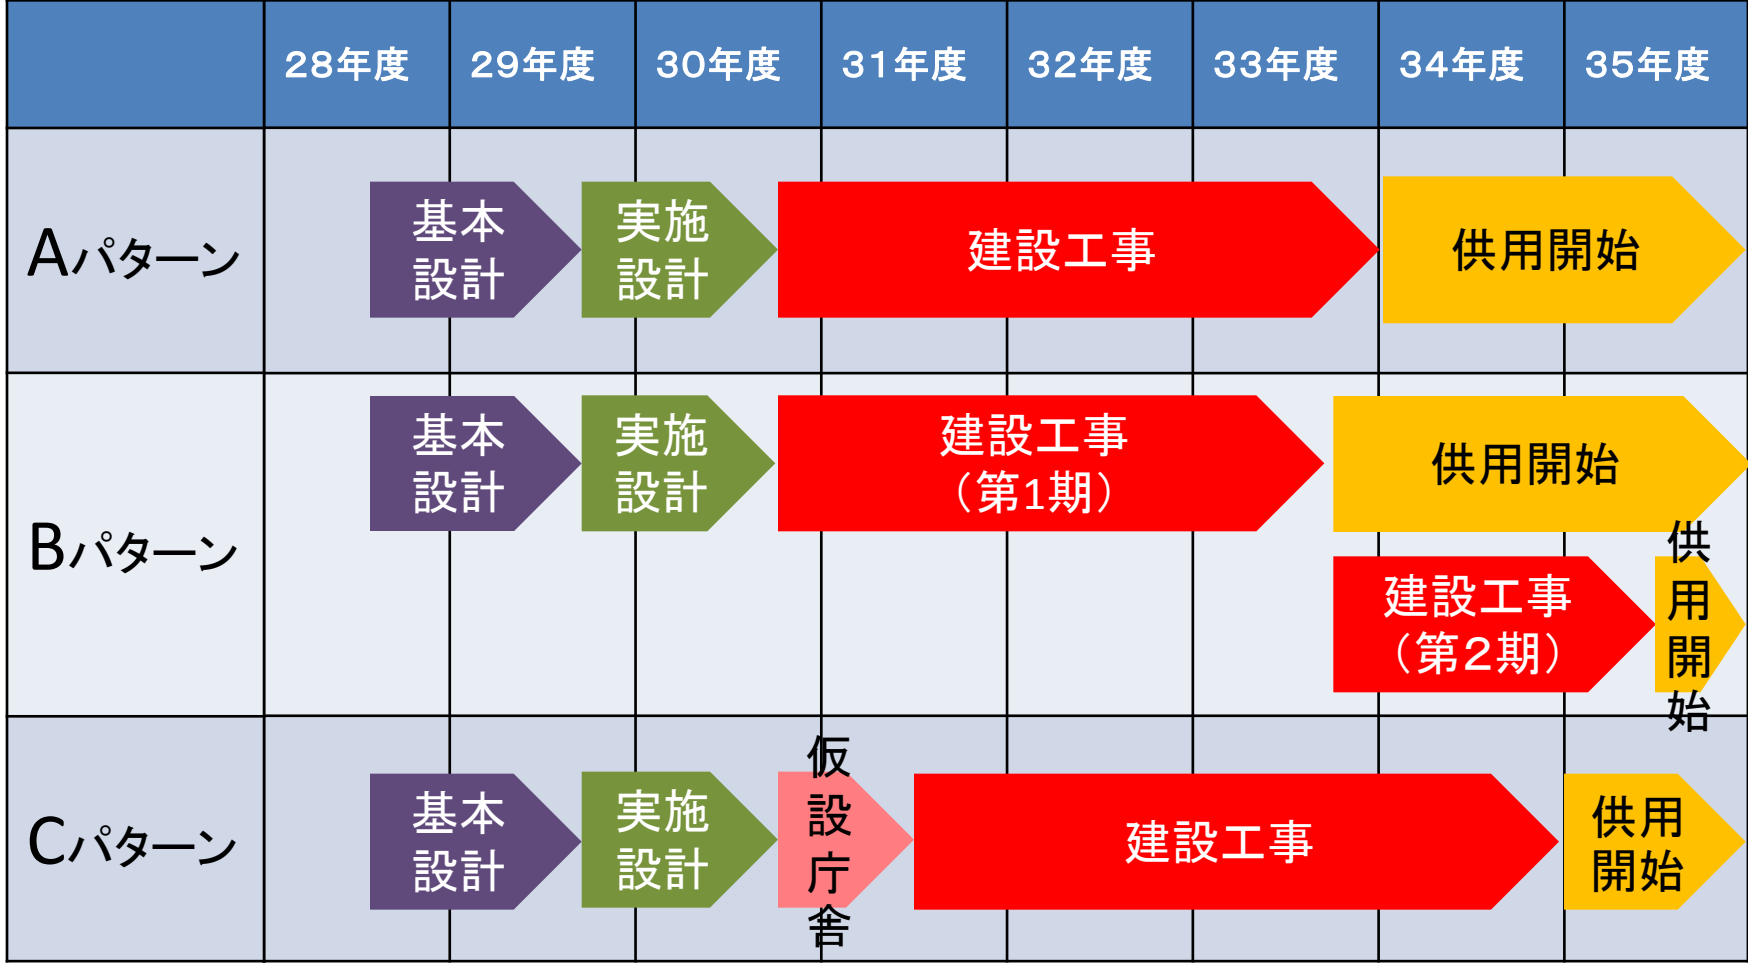 28年度 29年度 30年度 31年度 32年度 33年度 34年度 35年度
Aパターン
基本
設計
実施
設計
建設工事
供用開始
Bパターン
基本
設計
実施
設計
建設工事
（第1期）
供用開始
建設工事
（第2期）
供
用
開
始
Cパターン
基本
設計
実施
設計
仮
設
庁
舎
建設工事
供用
開始